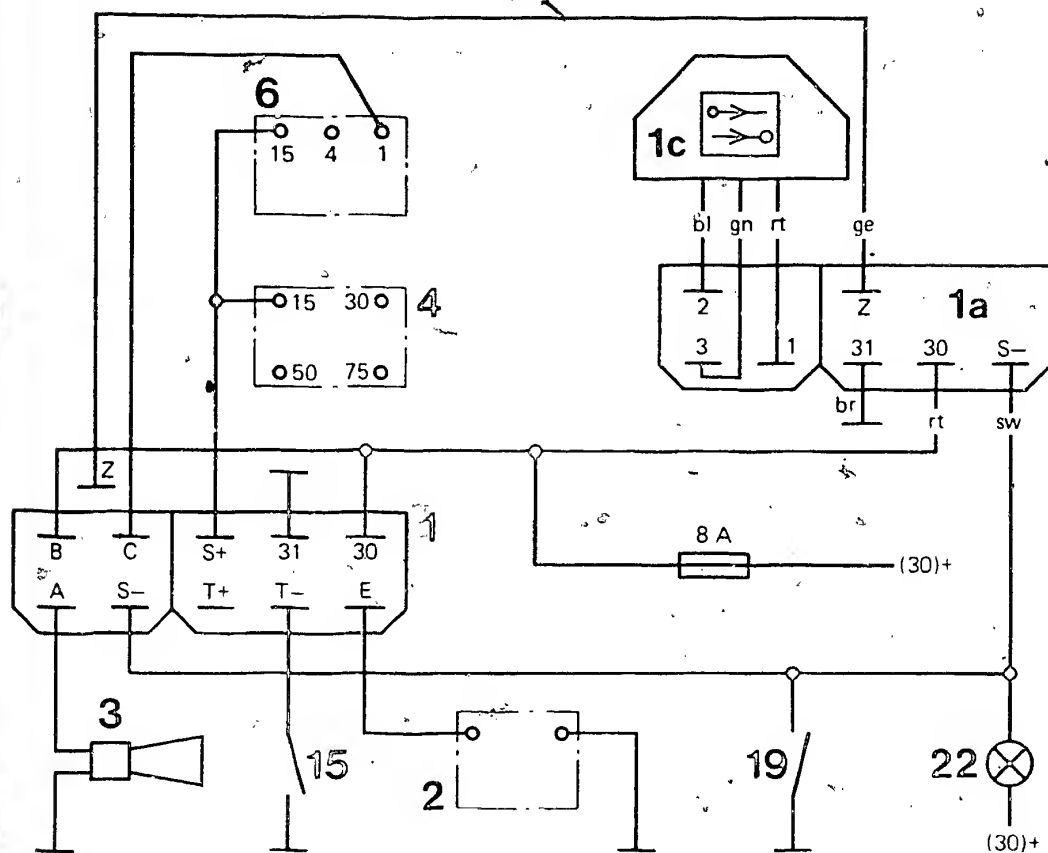 6
15 4 1
1c
bl gn rt ge
15 30
4
50 75
2 Z
1a
3 1 31 30 S–
br rt sw
Z
1
B C S+ 31 30
A S– T+ T– E
8 A
(30)+
3
15
2
19
22
(30)+